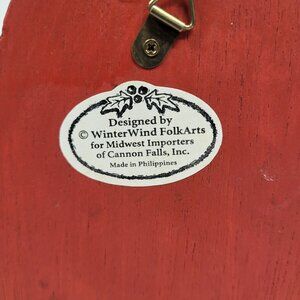 Designed by
© WinterWind FolkArts
for Midwest Importers
of Cannon Falls, Inc.
Made in Philippines